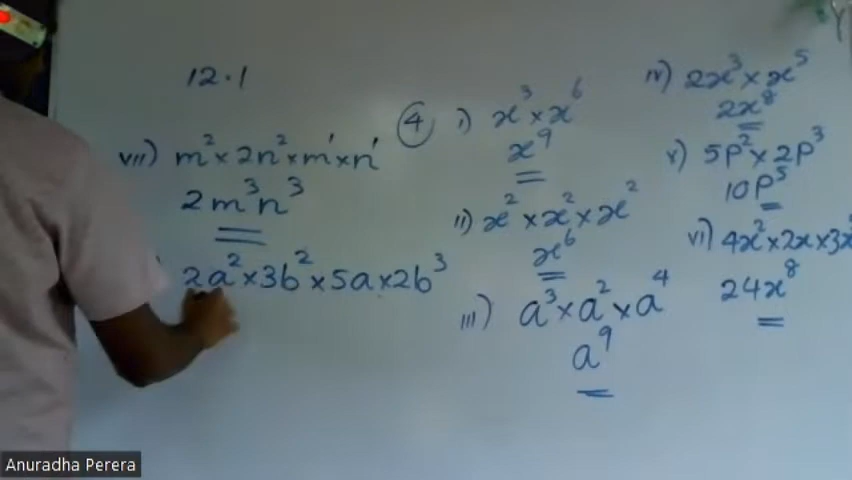 12.1
vii) m² × 2n² × m¹ × n¹
2m³n³
2a² × 3b² × 5a × 2b³
④ i) x³ × x⁶
x⁹
ii) x² × x² × x²
x⁶
iii) a³ × a² × a⁴
a⁹
iv) 2x³ × x⁵
2x⁸
v) 5p² × 2p³
10p⁵
vi) 4x² × 2x × 3x
24x⁸
Anuradha Perera